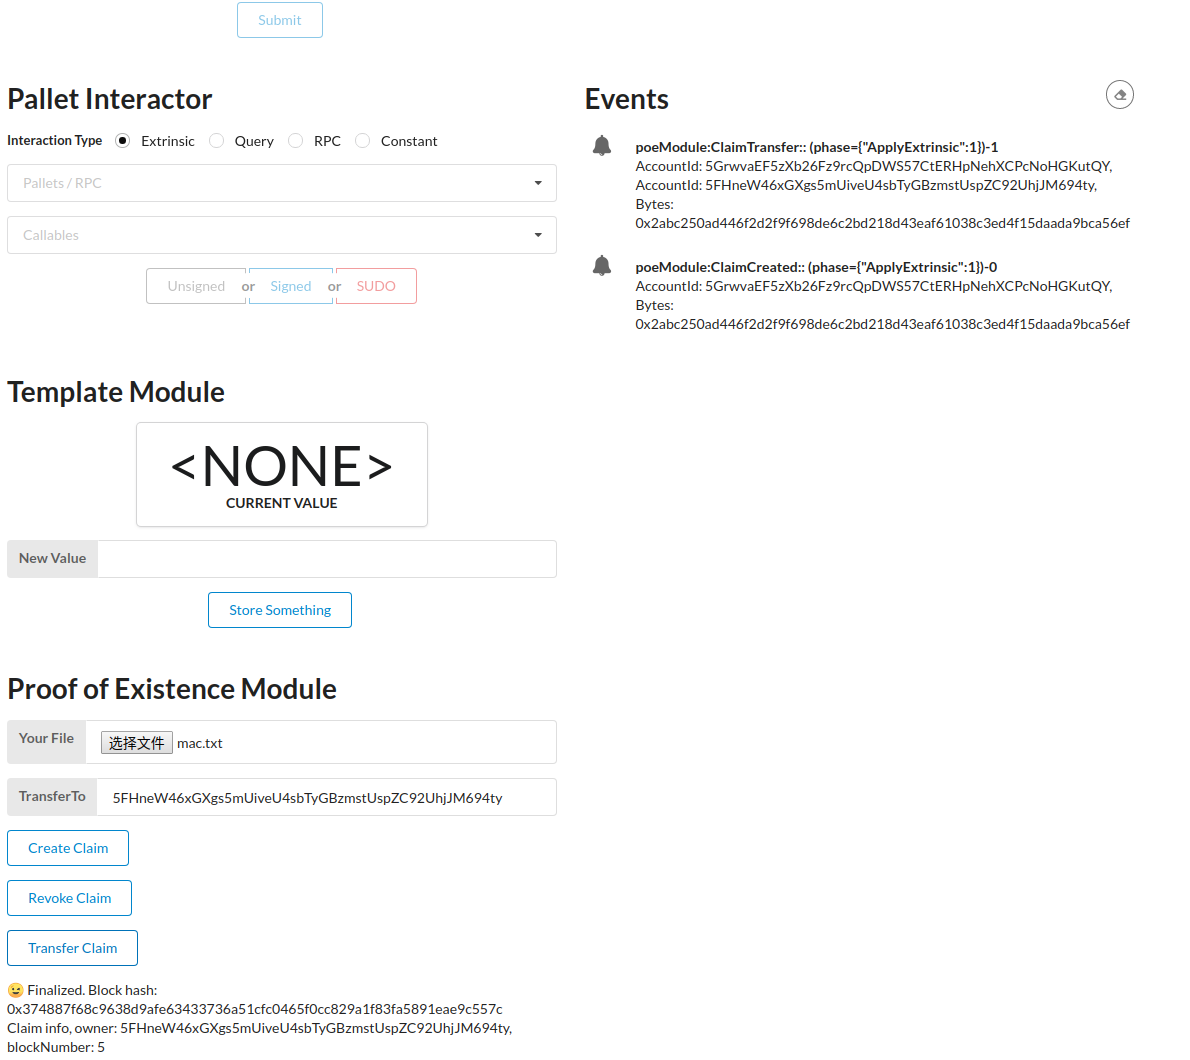 Submit
Pallet Interactor
Interaction Type Extrinsic Query RPC Constant
Pallets / RPC
Callables
Unsigned or Signed or SUDO
Events
poeModule:ClaimTransfer:: (phase={"ApplyExtrinsic":1})-1
AccountId: 5GrwvaEF5zXb26Fz9rcQpDWS57CtERHpNehXCPcNoHGKutQY,
AccountId: 5FHneW46xGXgs5mUiveU4sbTyGBzmstUspZC92UhjJM694ty,
Bytes:
0x2abc250ad446f2d2f9f698de6c2bd218d43eaf61038c3ed4f15daada9bca56ef
poeModule:ClaimCreated:: (phase={"ApplyExtrinsic":1})-0
AccountId: 5GrwvaEF5zXb26Fz9rcQpDWS57CtERHpNehXCPcNoHGKutQY,
Bytes:
0x2abc250ad446f2d2f9f698de6c2bd218d43eaf61038c3ed4f15daada9bca56ef
Template Module
<NONE>
CURRENT VALUE
New Value
Store Something
Proof of Existence Module
Your File 选择文件 mac.txt
TransferTo 5FHneW46xGXgs5mUiveU4sbTyGBzmstUspZC92UhjJM694ty
Create Claim
Revoke Claim
Transfer Claim
😉 Finalized. Block hash:
0x374887f68c9638d9afe63433736a51cfc0465f0cc829a1f83fa5891eae9c557c
Claim info, owner: 5FHneW46xGXgs5mUiveU4sbTyGBzmstUspZC92UhjJM694ty,
blockNumber: 5